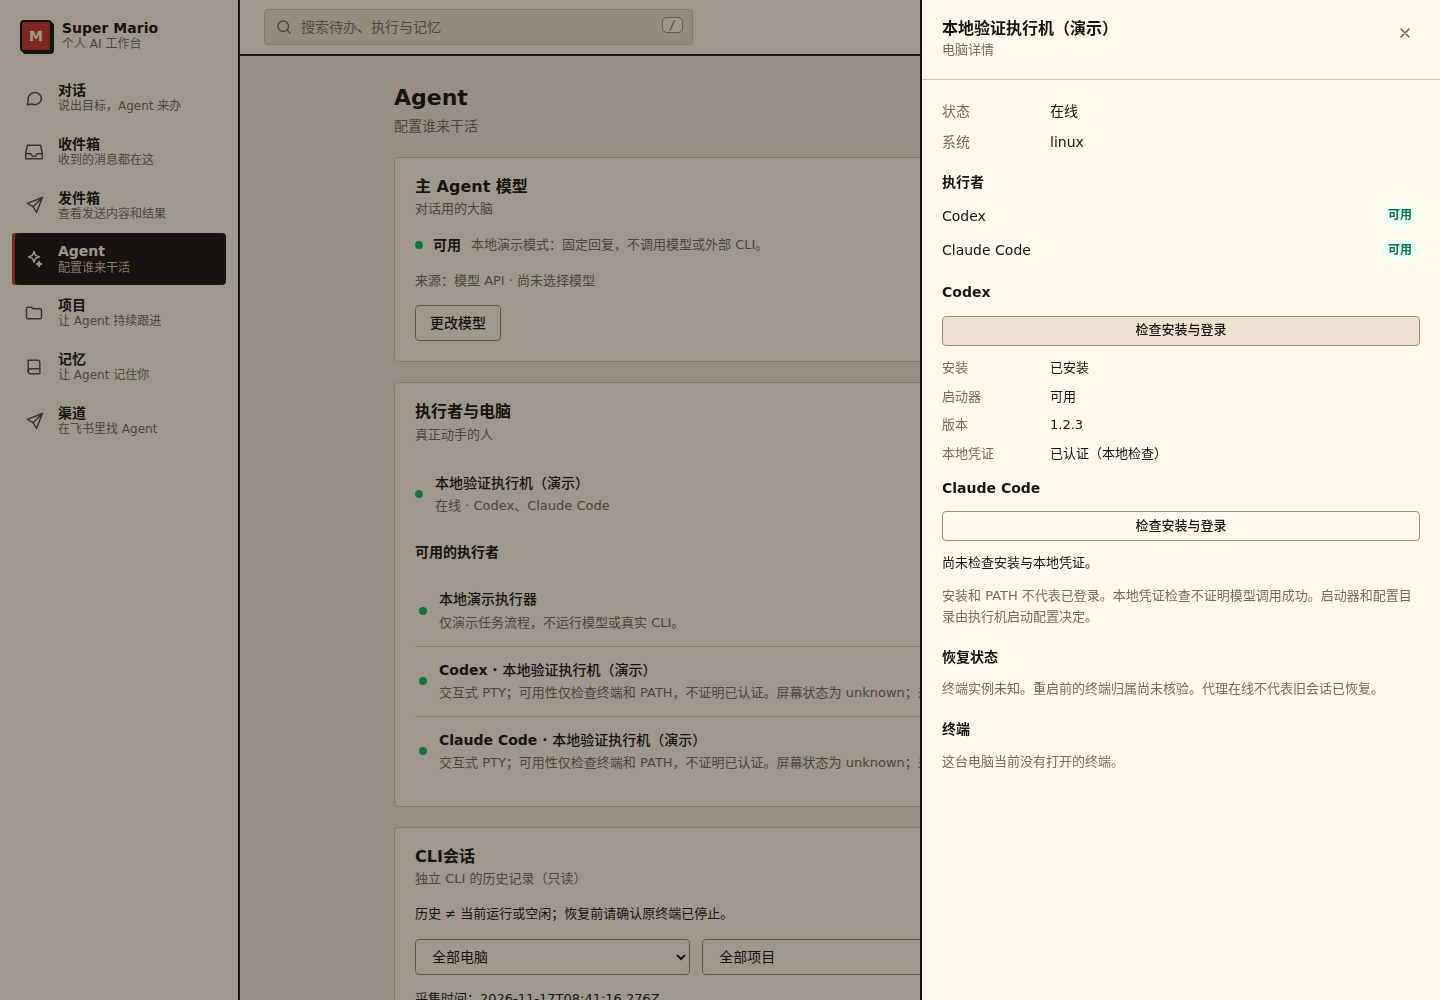 M
Super Mario
个人 AI 工作台
对话
说出目标，Agent 来办
收件箱
收到的消息都在这
发件箱
查看发送内容和结果
Agent
配置谁来干活
项目
让 Agent 持续跟进
记忆
让 Agent 记住你
渠道
在飞书里找 Agent
搜索待办、执行与记忆
/
Agent
配置谁来干活
主 Agent 模型
对话用的大脑
可用 本地演示模式：固定回复，不调用模型或外部 CLI。
来源：模型 API · 尚未选择模型
更改模型
执行者与电脑
真正动手的人
本地验证执行机（演示）
在线 · Codex、Claude Code
可用的执行者
本地演示执行器
仅演示任务流程，不运行模型或真实 CLI。
Codex · 本地验证执行机（演示）
交互式 PTY；可用性仅检查终端和 PATH，不证明已认证。屏幕状态为 unknown；
Claude Code · 本地验证执行机（演示）
交互式 PTY；可用性仅检查终端和 PATH，不证明已认证。屏幕状态为 unknown；
CLI会话
独立 CLI 的历史记录（只读）
历史 ≠ 当前运行或空闲；恢复前请确认原终端已停止。
全部电脑
全部项目
采集时间：2026-11-17T08:41:16.276Z
本地验证执行机（演示）
电脑详情
状态 在线
系统 linux
执行者
Codex 可用
Claude Code 可用
Codex
检查安装与登录
安装 已安装
启动器 可用
版本 1.2.3
本地凭证 已认证（本地检查）
Claude Code
检查安装与登录
尚未检查安装与本地凭证。
安装和 PATH 不代表已登录。本地凭证检查不证明模型调用成功。启动器和配置目
录由执行机启动配置决定。
恢复状态
终端实例未知。重启前的终端归属尚未核验。代理在线不代表旧会话已恢复。
终端
这台电脑当前没有打开的终端。